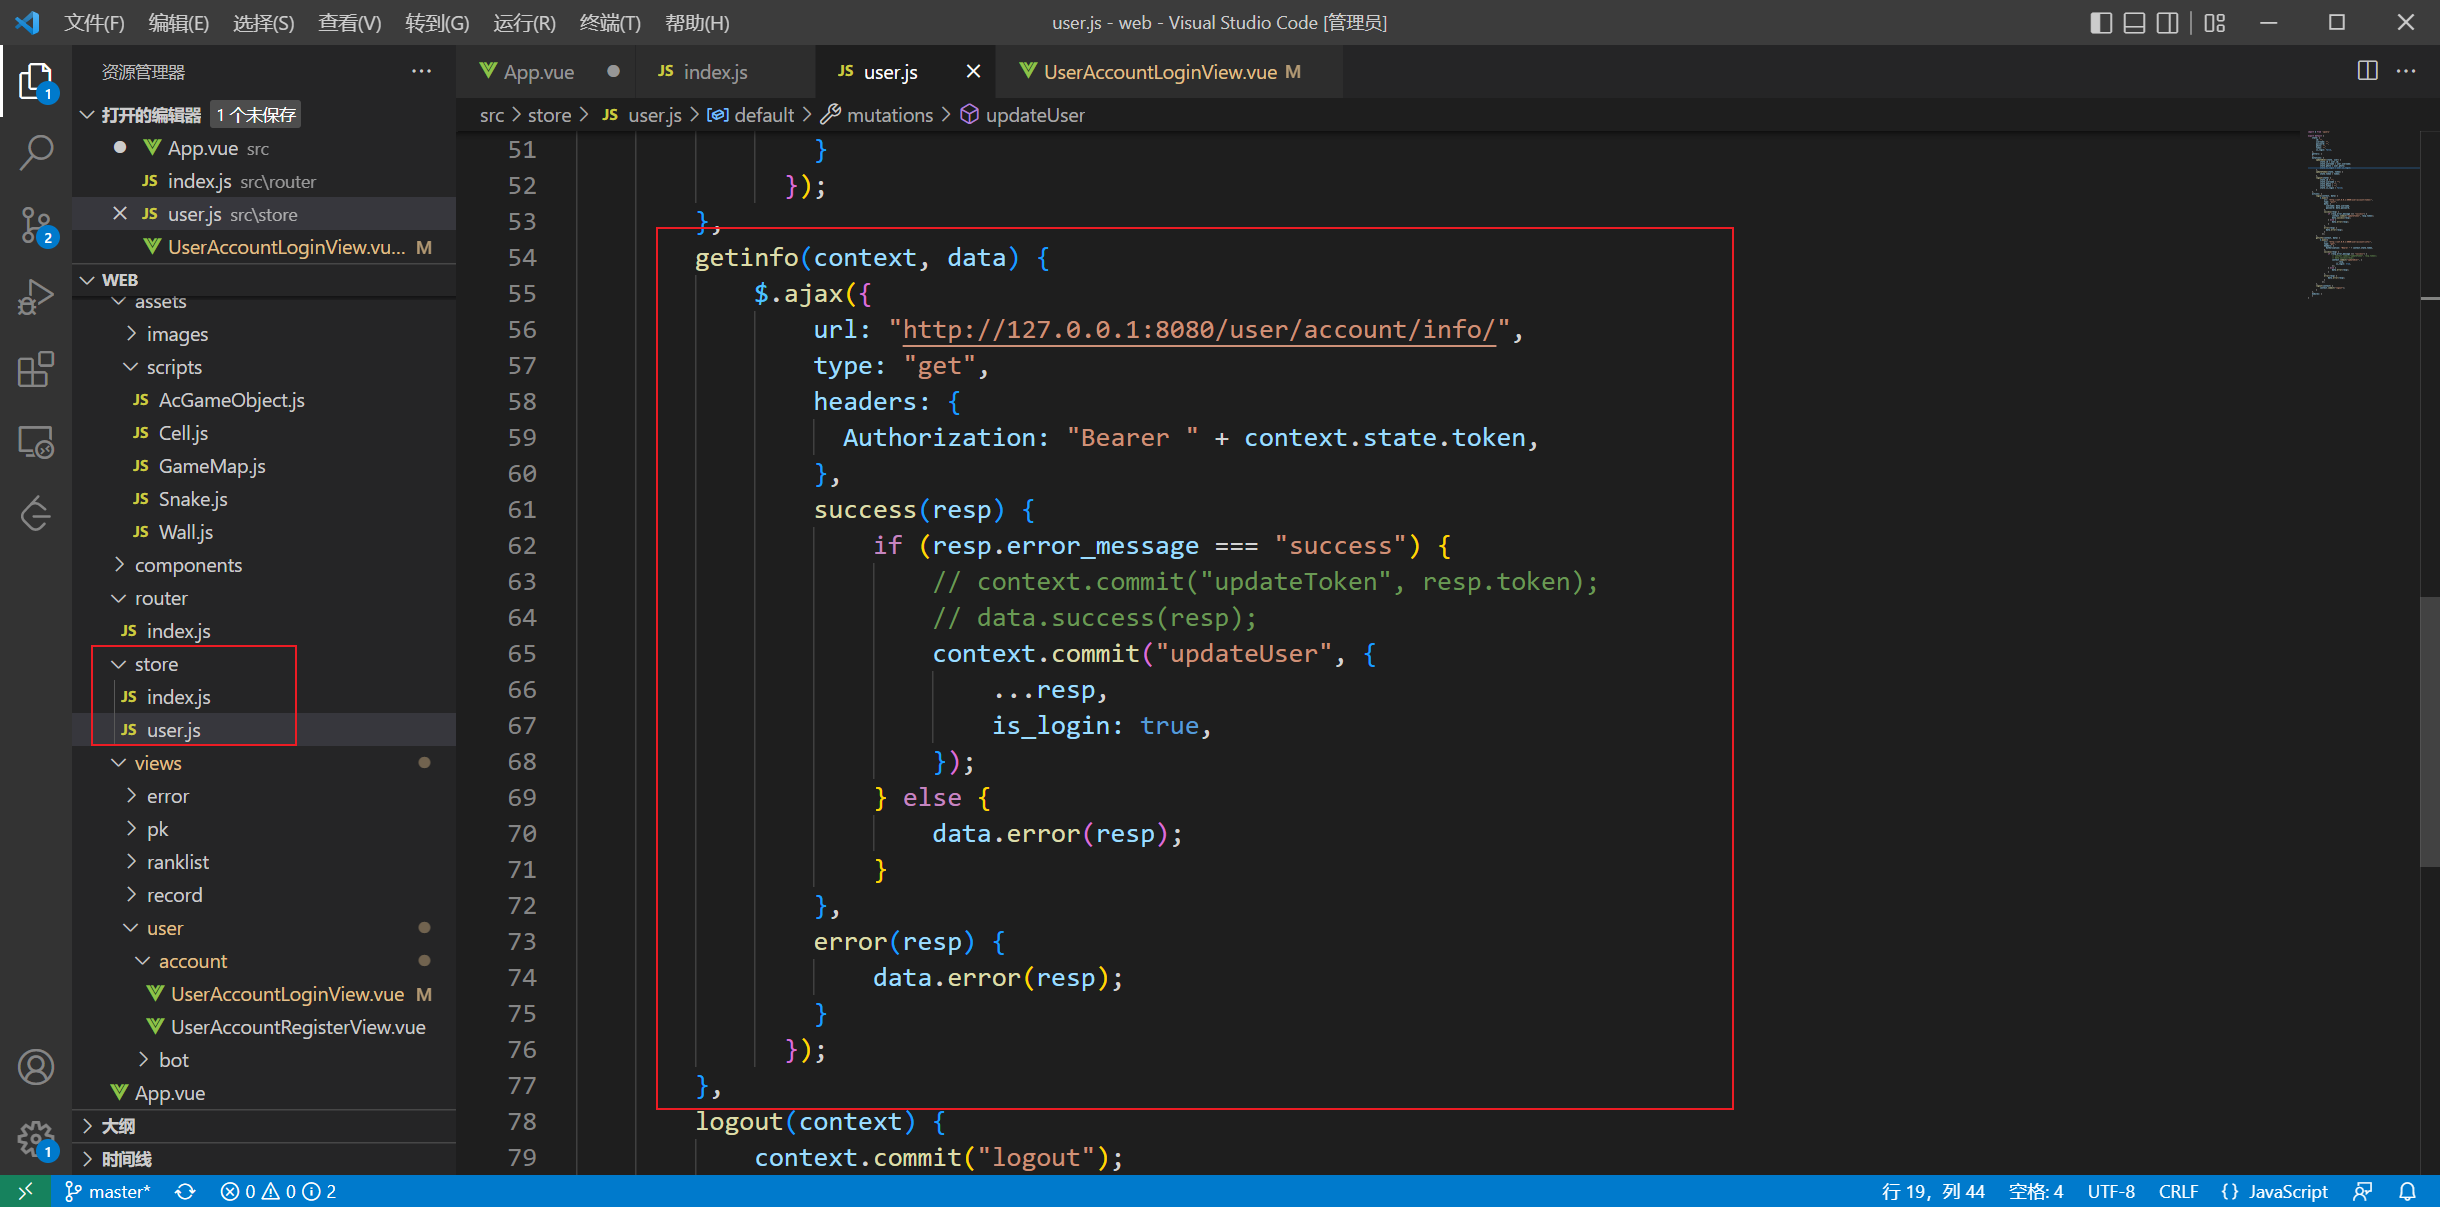 文件(F) 编辑(E) 选择(S) 查看(V) 转到(G) 运行(R) 终端(T) 帮助(H) user.js - web - Visual Studio Code [管理员]
资源管理器 ···
App.vue JS index.js JS user.js UserAccountLoginView.vue M
src > store > JS user.js > default > mutations > updateUser
1
2
打开的编辑器 1 个未保存
App.vue src
JS index.js src\router
JS user.js src\store
UserAccountLoginView.vu... M
WEB
assets
images
scripts
JS AcGameObject.js
JS Cell.js
JS GameMap.js
JS Snake.js
JS Wall.js
components
router
JS index.js
store
JS index.js
JS user.js
views
error
pk
ranklist
record
user
account
UserAccountLoginView.vue M
UserAccountRegisterView.vue
bot
App.vue
大纲
时间线
1
51 }
52 });
53 },
54 getinfo(context, data) {
55 $.ajax({
56 url: "http://127.0.0.1:8080/user/account/info/",
57 type: "get",
58 headers: {
59 Authorization: "Bearer " + context.state.token,
60 },
61 success(resp) {
62 if (resp.error_message === "success") {
63 // context.commit("updateToken", resp.token);
64 // data.success(resp);
65 context.commit("updateUser", {
66 ...resp,
67 is_login: true,
68 });
69 } else {
70 data.error(resp);
71 }
72 },
73 error(resp) {
74 data.error(resp);
75 }
76 });
77 },
78 logout(context) {
79 context.commit("logout");
master* 0 0 2 行 19, 列 44 空格: 4 UTF-8 CRLF {} JavaScript